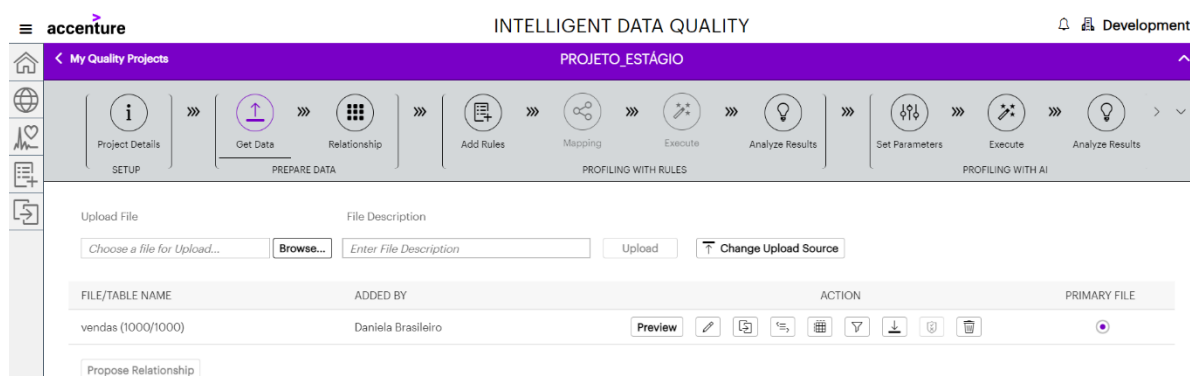 accenture
INTELLIGENT DATA QUALITY
Development
My Quality Projects
PROJETO_ESTÁGIO
Project Details
Get Data
Relationship
Add Rules
Mapping
Execute
Analyze Results
Set Parameters
Execute
Analyze Results
SETUP
PREPARE DATA
PROFILING WITH RULES
PROFILING WITH AI
Upload File
File Description
Choose a file for Upload...
Browse...
Enter File Description
Upload
Change Upload Source
FILE/TABLE NAME
ADDED BY
ACTION
PRIMARY FILE
vendas (1000/1000)
Daniela Brasileiro
Preview
Propose Relationship